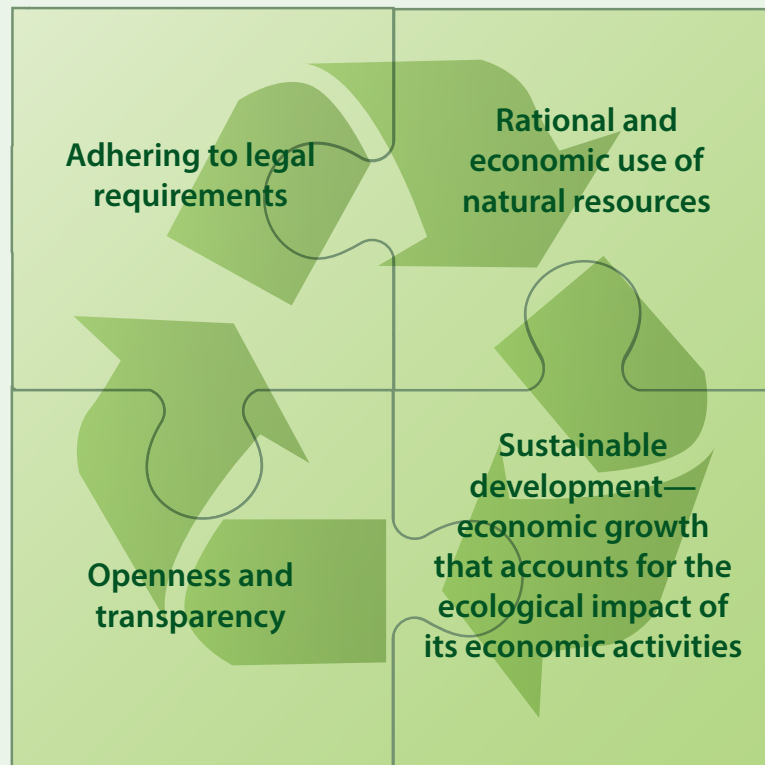 Adhering to legal
requirements
Rational and
economic use of
natural resources
Openness and
transparency
Sustainable
development—
economic growth
that accounts for the
ecological impact of
its economic activities